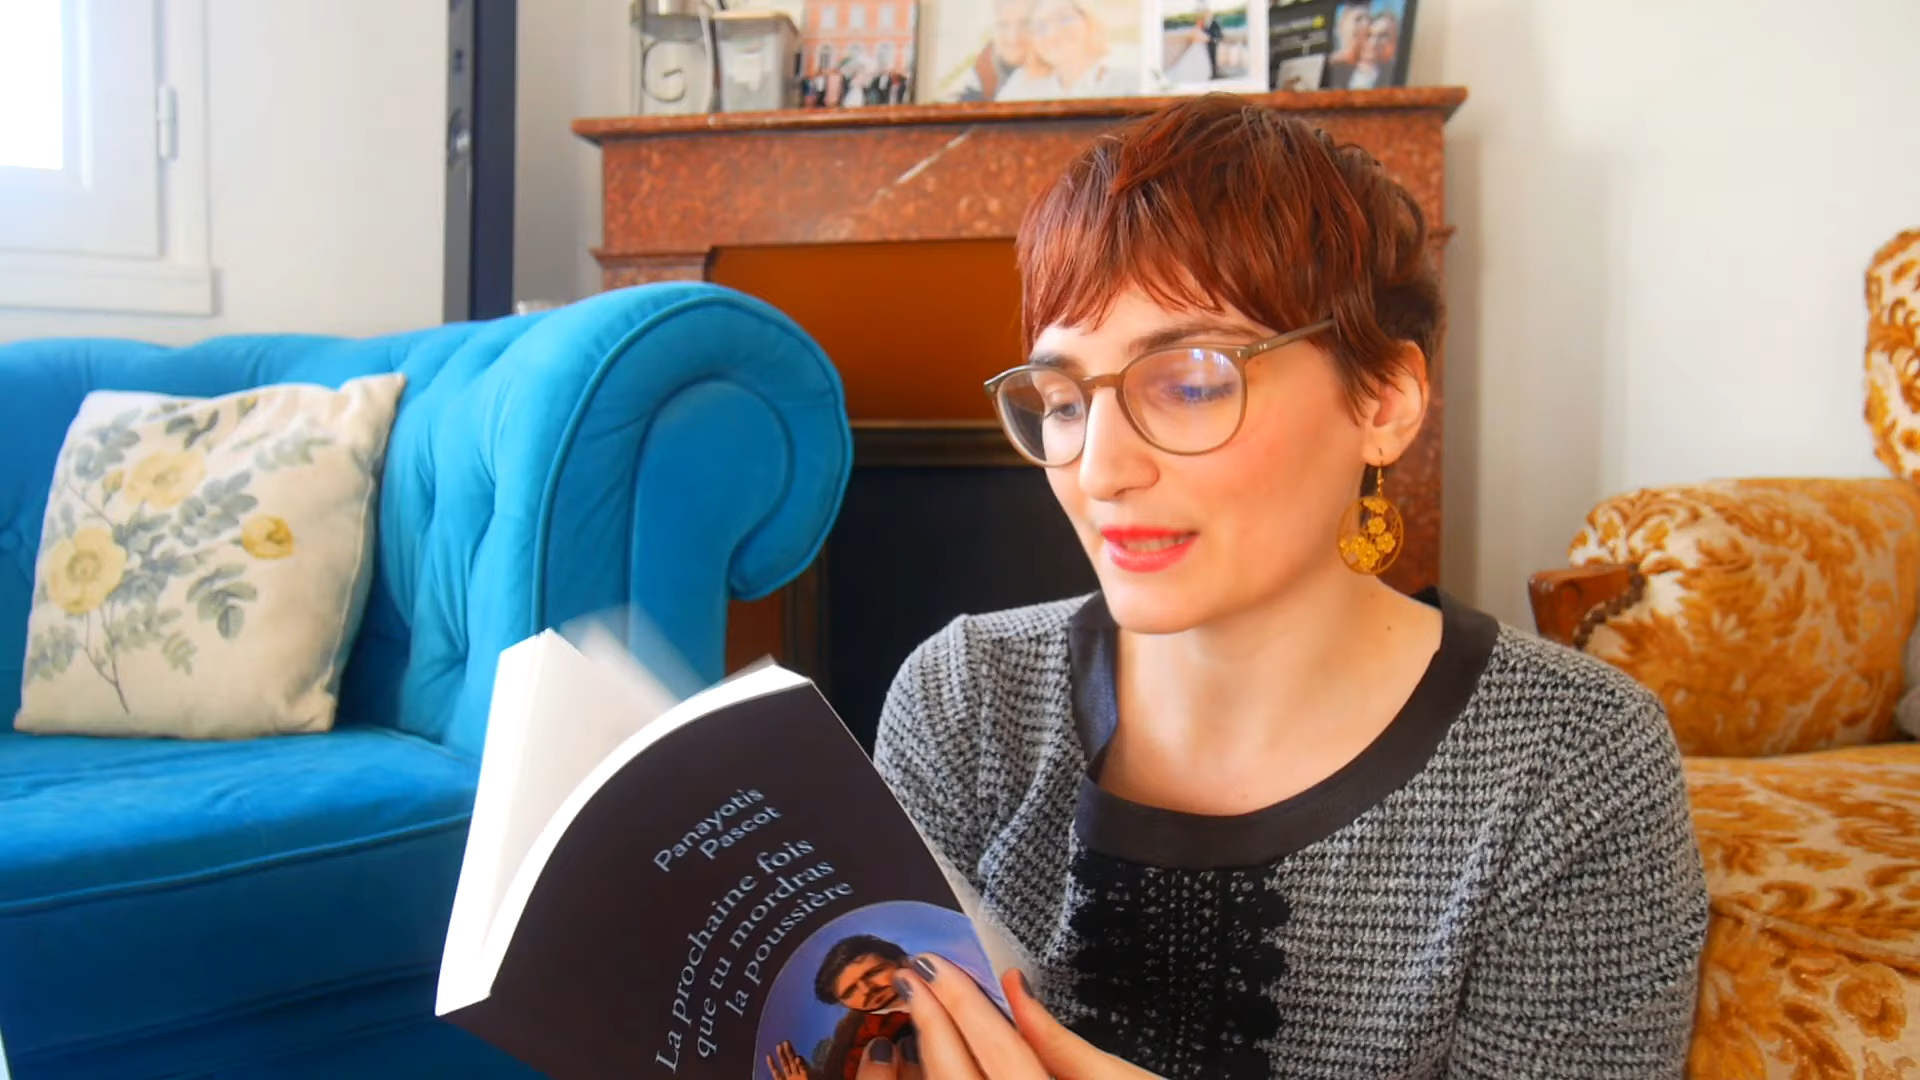 Panayotis
Pascot
La prochaine fois
que tu mordras
la poussière